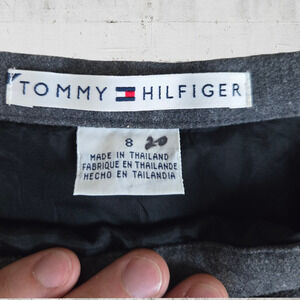 TOMMY HILFIGER
8 20
MADE IN THAILAND
FABRIQUE EN THAILANDE
HECHO EN TAILANDIA